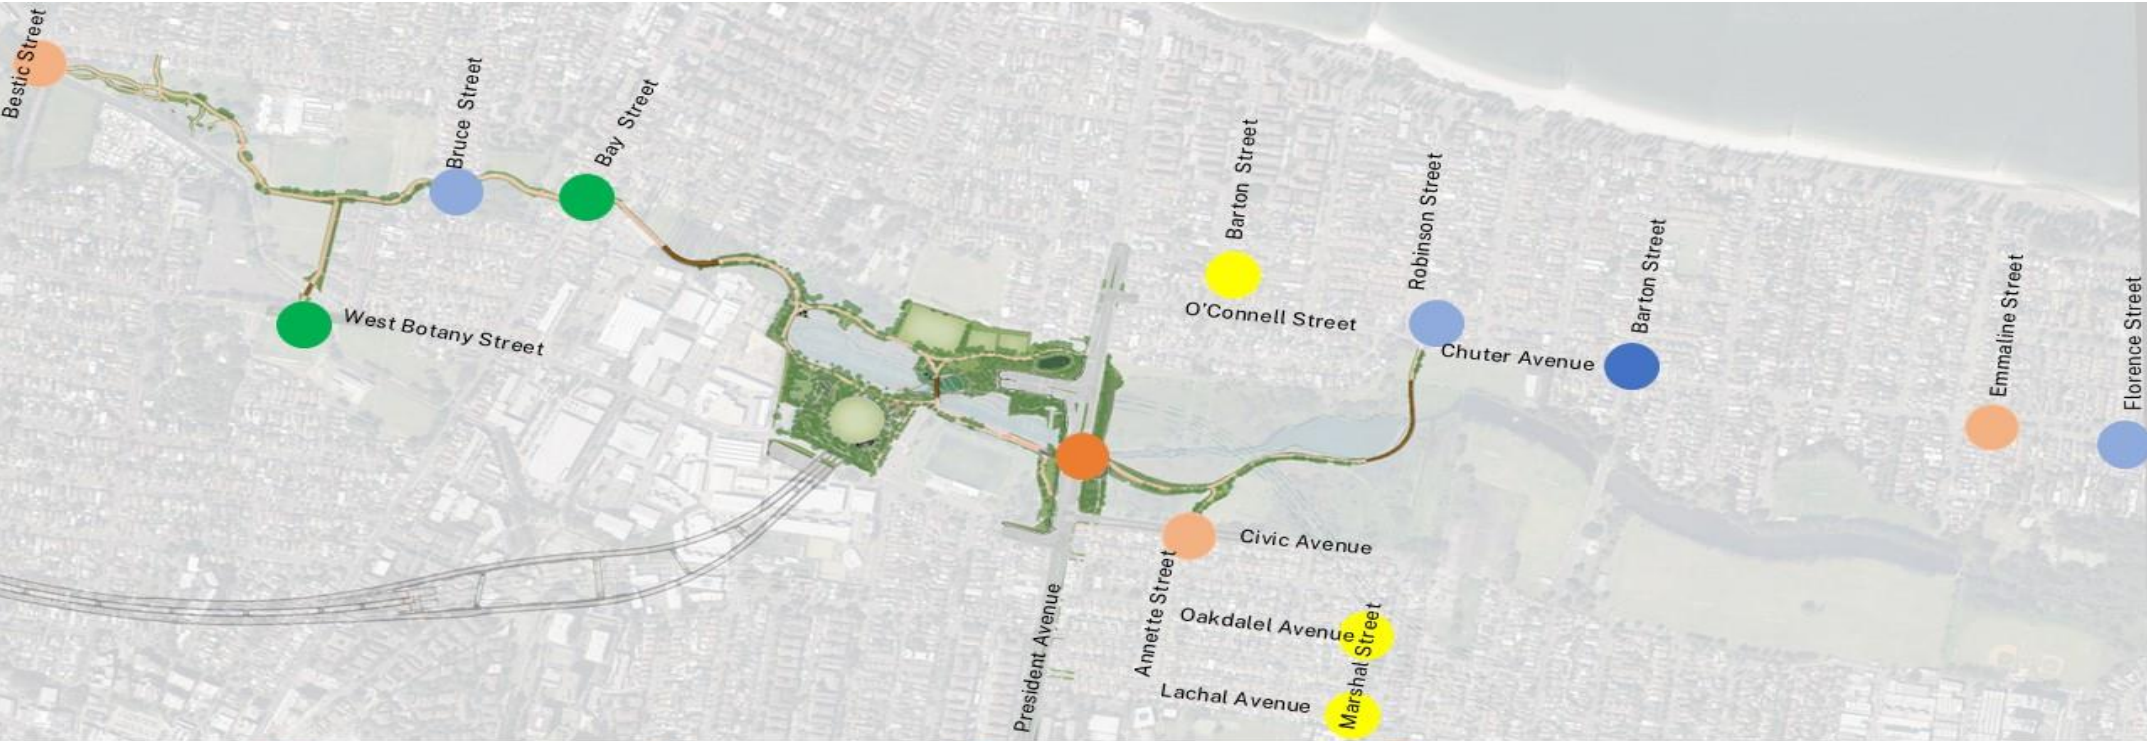 Bestic Street
Bruce Street
Bay Street
West Botany Street
Barton Street
O'Connell Street
Robinson Street
Chuter Avenue
Barton Street
Emmaline Street
Florence Street
Civic Avenue
Annette Street
President Avenue
Oakdalel Avenue
Marshal Street
Lachal Avenue